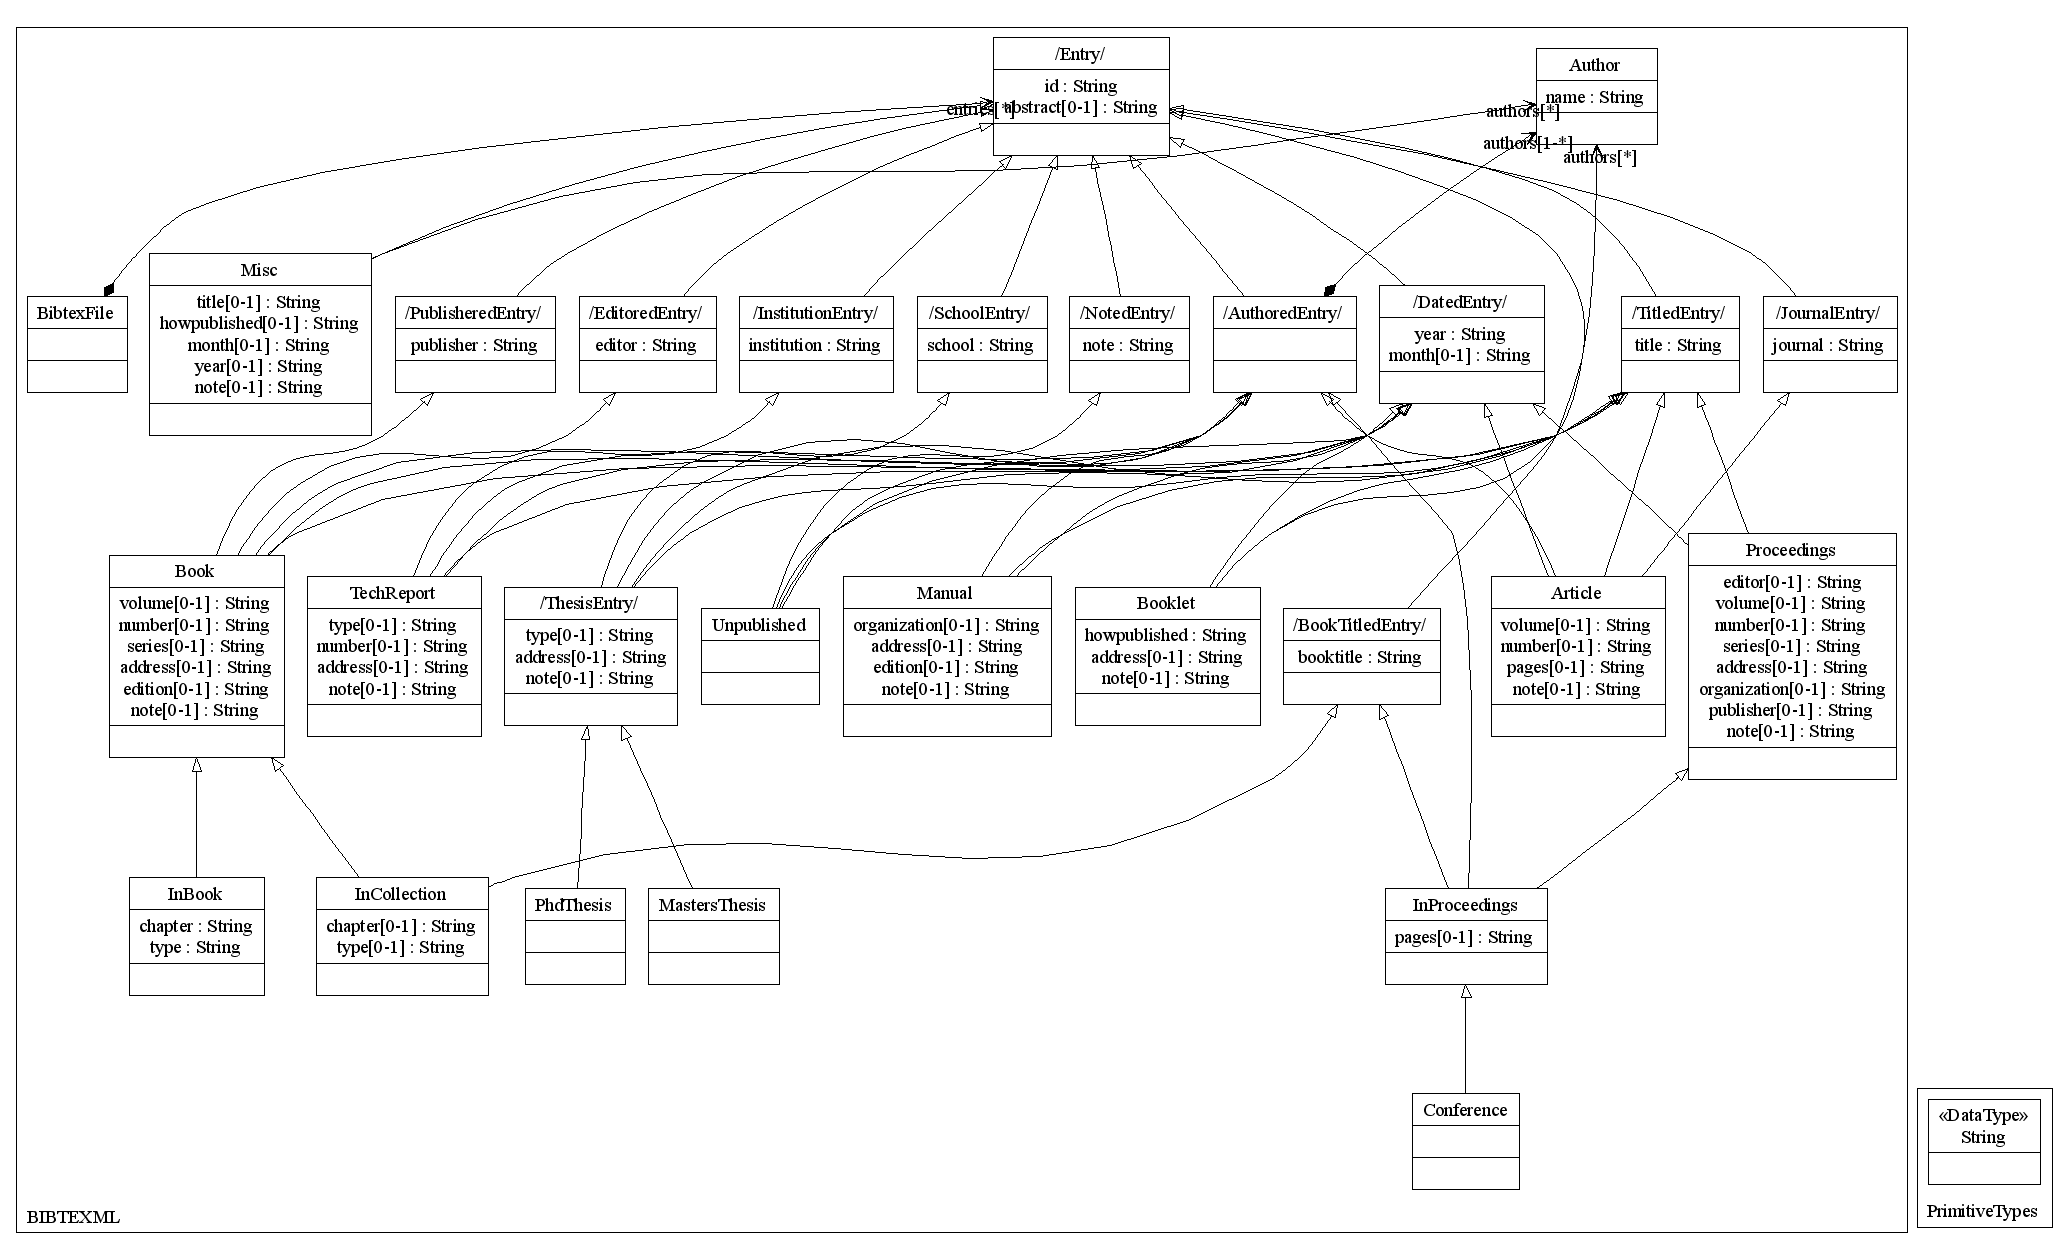 /Entry/
id : String
abstract[0-1] : String
entries[*]
Author
name : String
authors[*]
authors[1-*]
authors[*]
BibtexFile
Misc
title[0-1] : String
howpublished[0-1] : String
month[0-1] : String
year[0-1] : String
note[0-1] : String
/PublisheredEntry/
publisher : String
/EditoredEntry/
editor : String
/InstitutionEntry/
institution : String
/SchoolEntry/
school : String
/NotedEntry/
note : String
/AuthoredEntry/
/DatedEntry/
year : String
month[0-1] : String
/TitledEntry/
title : String
/JournalEntry/
journal : String
Book
volume[0-1] : String
number[0-1] : String
series[0-1] : String
address[0-1] : String
edition[0-1] : String
note[0-1] : String
TechReport
type[0-1] : String
number[0-1] : String
address[0-1] : String
note[0-1] : String
/ThesisEntry/
type[0-1] : String
address[0-1] : String
note[0-1] : String
Unpublished
Manual
organization[0-1] : String
address[0-1] : String
edition[0-1] : String
note[0-1] : String
Booklet
howpublished : String
address[0-1] : String
note[0-1] : String
/BookTitledEntry/
booktitle : String
Article
volume[0-1] : String
number[0-1] : String
pages[0-1] : String
note[0-1] : String
Proceedings
editor[0-1] : String
volume[0-1] : String
number[0-1] : String
series[0-1] : String
address[0-1] : String
organization[0-1] : String
publisher[0-1] : String
note[0-1] : String
InBook
chapter : String
type : String
InCollection
chapter[0-1] : String
type[0-1] : String
PhdThesis
MastersThesis
InProceedings
pages[0-1] : String
Conference
«DataType»
String
PrimitiveTypes
BIBTEXML